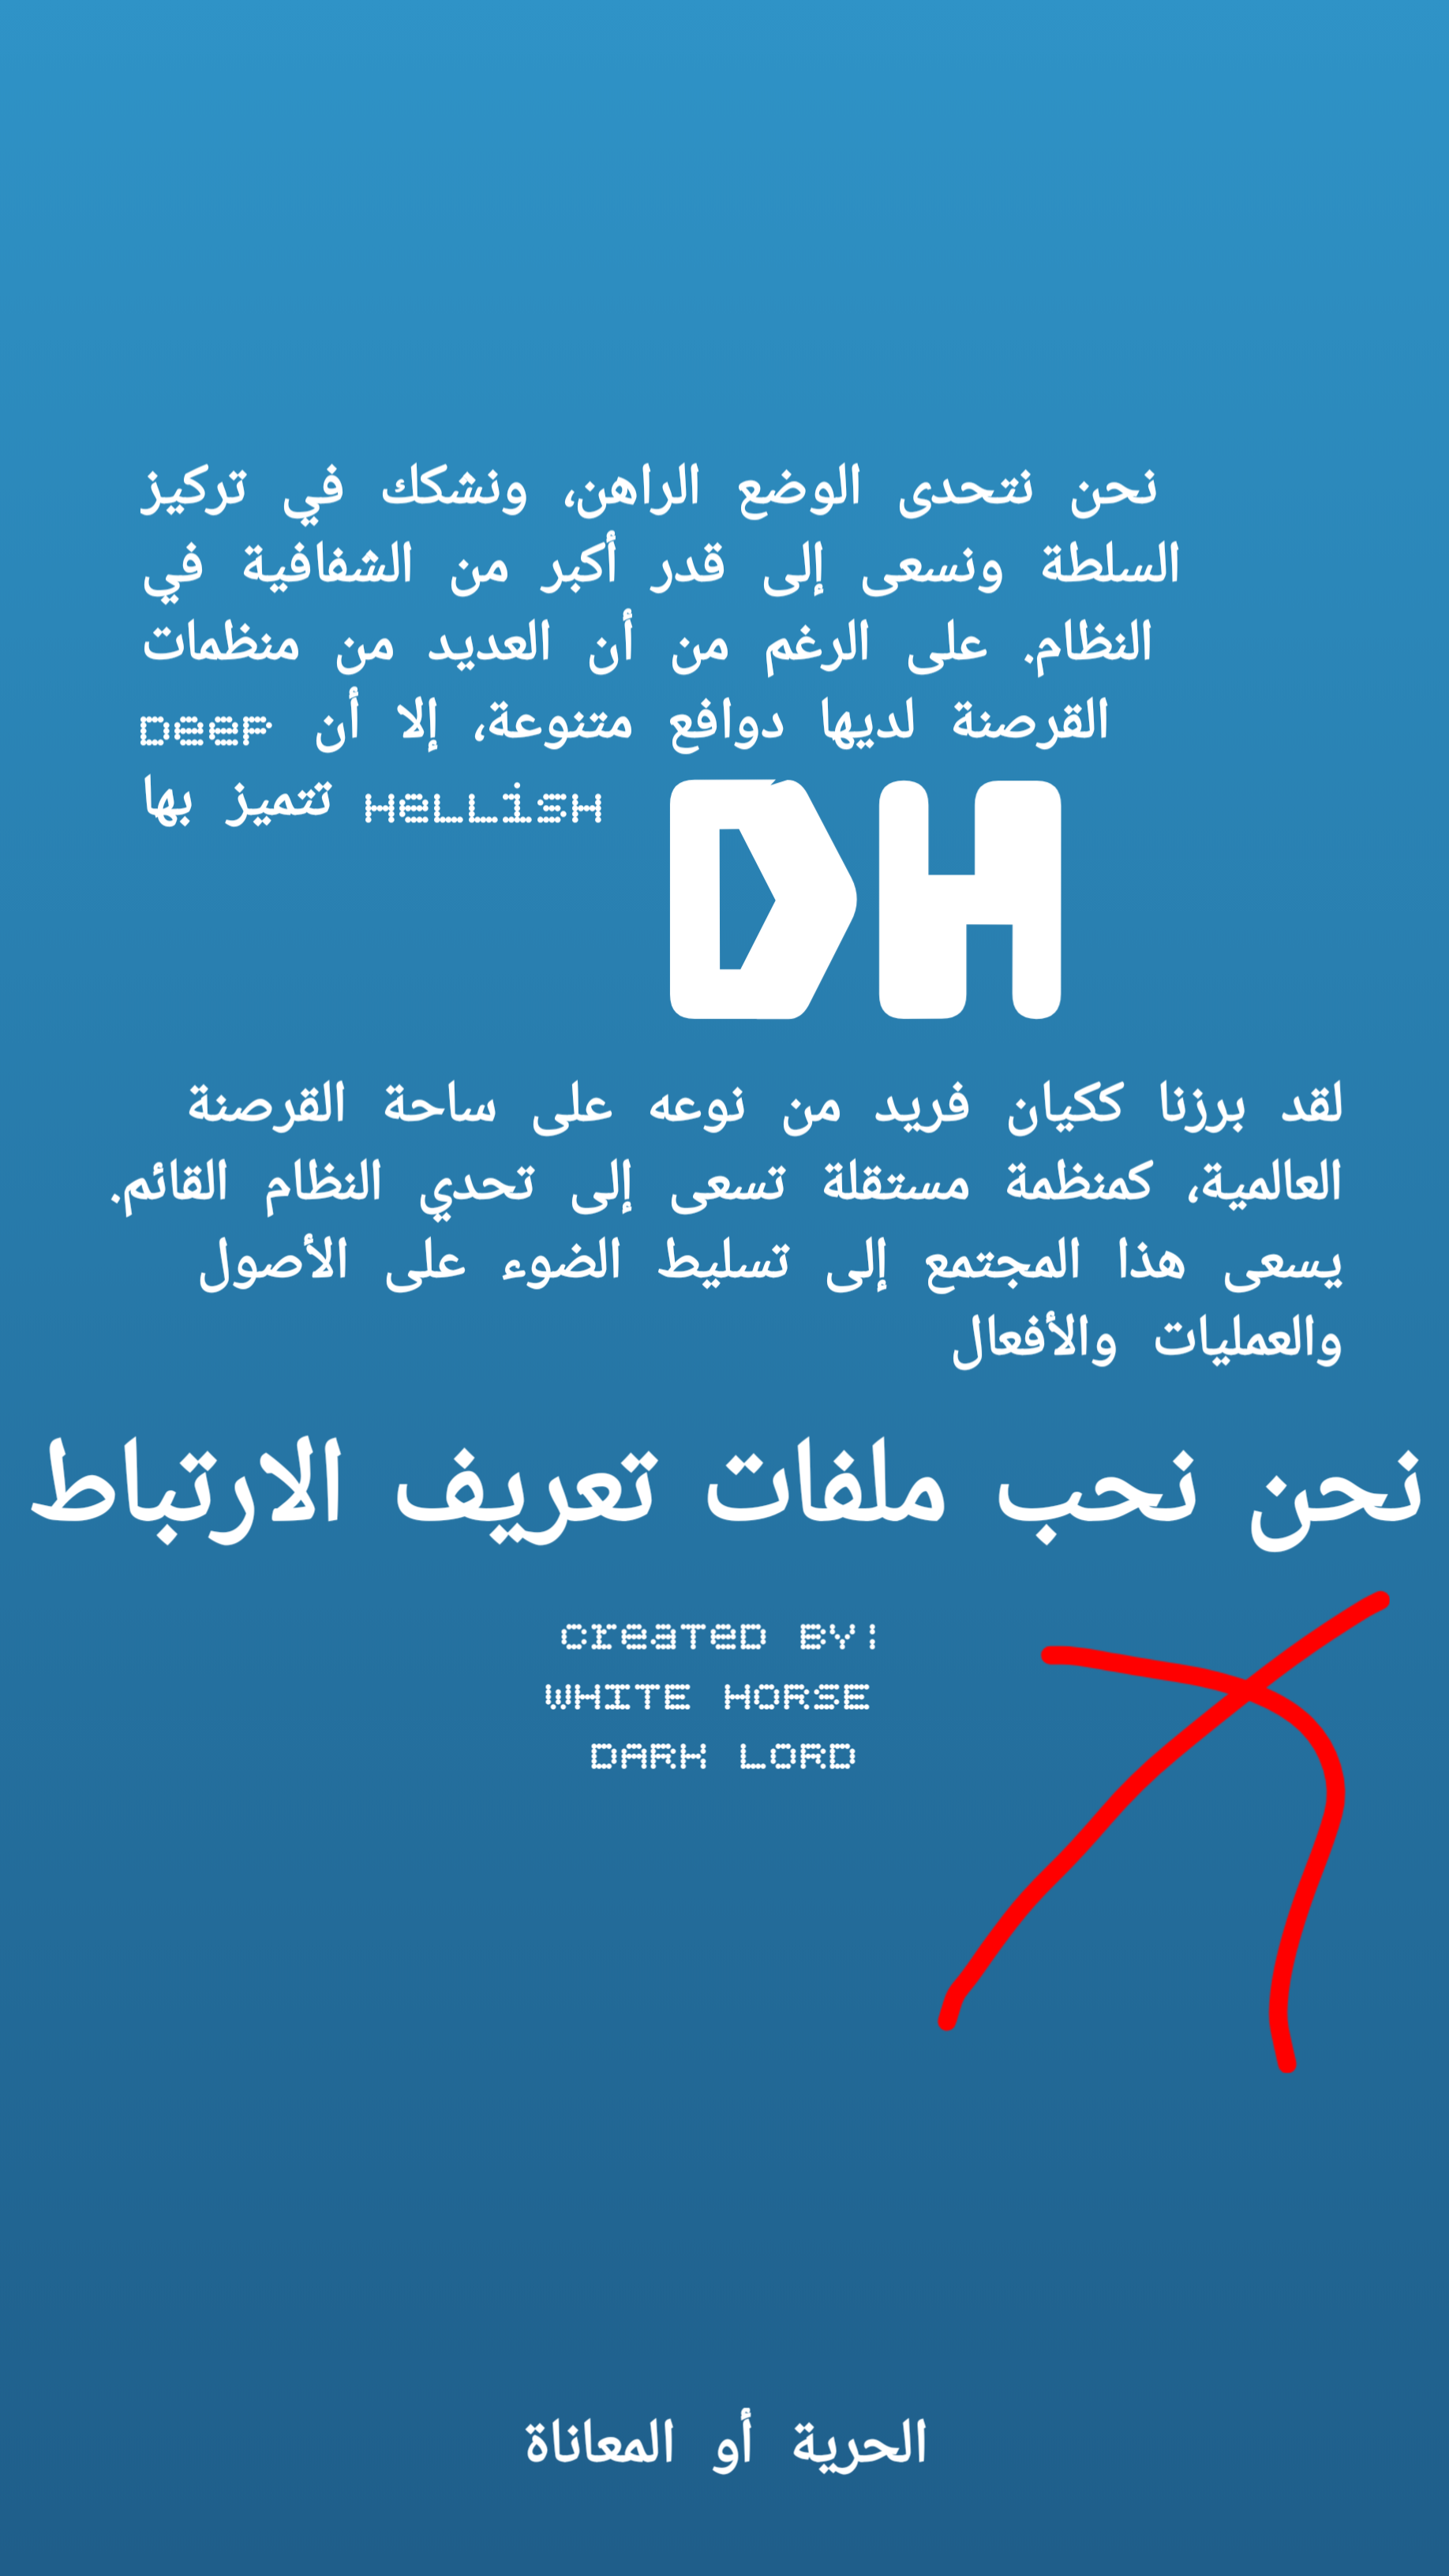 نحن نتحدى الوضع الراهن، ونشكك في تركيز
السلطة ونسعى إلى قدر أكبر من الشفافية في
النظام. على الرغم من أن العديد من منظمات
القرصنة لديها دوافع متنوعة، إلا أن DeeP
HeLLisH تتميز بها
DH
لقد برزنا ككيان فريد من نوعه على ساحة القرصنة
العالمية، كمنظمة مستقلة تسعى إلى تحدي النظام القائم.
يسعى هذا المجتمع إلى تسليط الضوء على الأصول
والعمليات والأفعال
نحن نحب ملفات تعريف الارتباط
creaTeD BY:
WHITE HORSE
DARK LORD
الحرية أو المعاناة